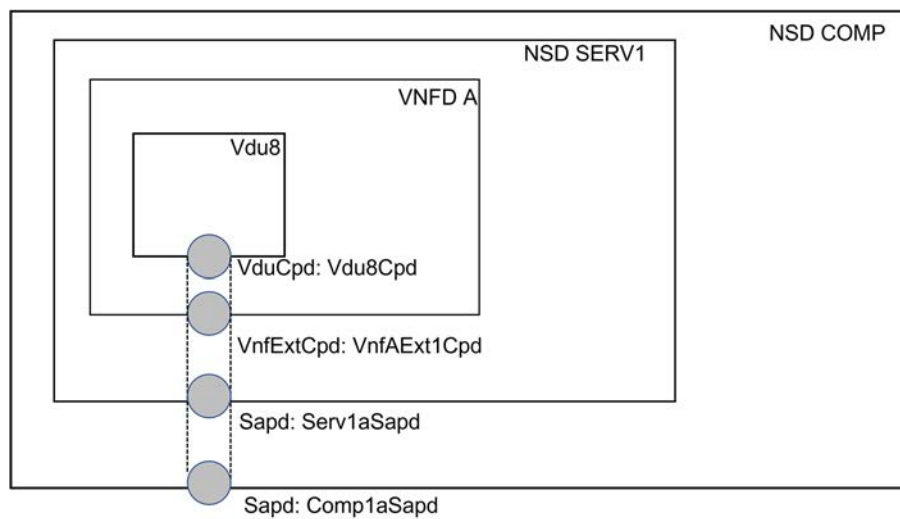 NSD COMP
NSD SERV1
VNFD A
Vdu8
VduCpd: Vdu8Cpd
VnfExtCpd: VnfAExt1Cpd
Sapd: Serv1aSapd
Sapd: Comp1aSapd